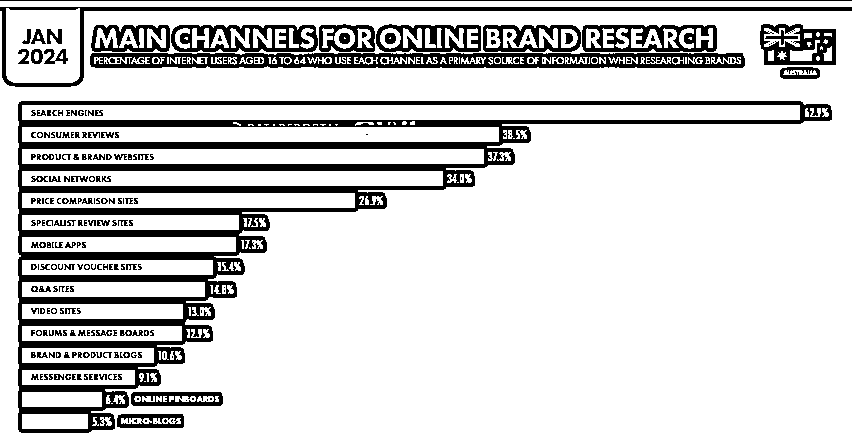 JAN
2024
MAIN CHANNELS FOR ONLINE BRAND RESEARCH
PERCENTAGE OF INTERNET USERS AGED 16 TO 64 WHO USE EACH CHANNEL AS A PRIMARY SOURCE OF INFORMATION WHEN RESEARCHING BRANDS
AUSTRALIA
SEARCH ENGINES 62.9%
CONSUMER REVIEWS 38.5%
PRODUCT & BRAND WEBSITES 37.3%
SOCIAL NETWORKS 34.0%
PRICE COMPARISON SITES 26.9%
SPECIALIST REVIEW SITES 17.5%
MOBILE APPS 17.3%
DISCOUNT VOUCHER SITES 15.4%
Q&A SITES 14.8%
VIDEO SITES 13.0%
FORUMS & MESSAGE BOARDS 12.9%
BRAND & PRODUCT BLOGS 10.6%
MESSENGER SERVICES 9.1%
6.4% ONLINE PINBOARDS
5.3% MICRO-BLOGS